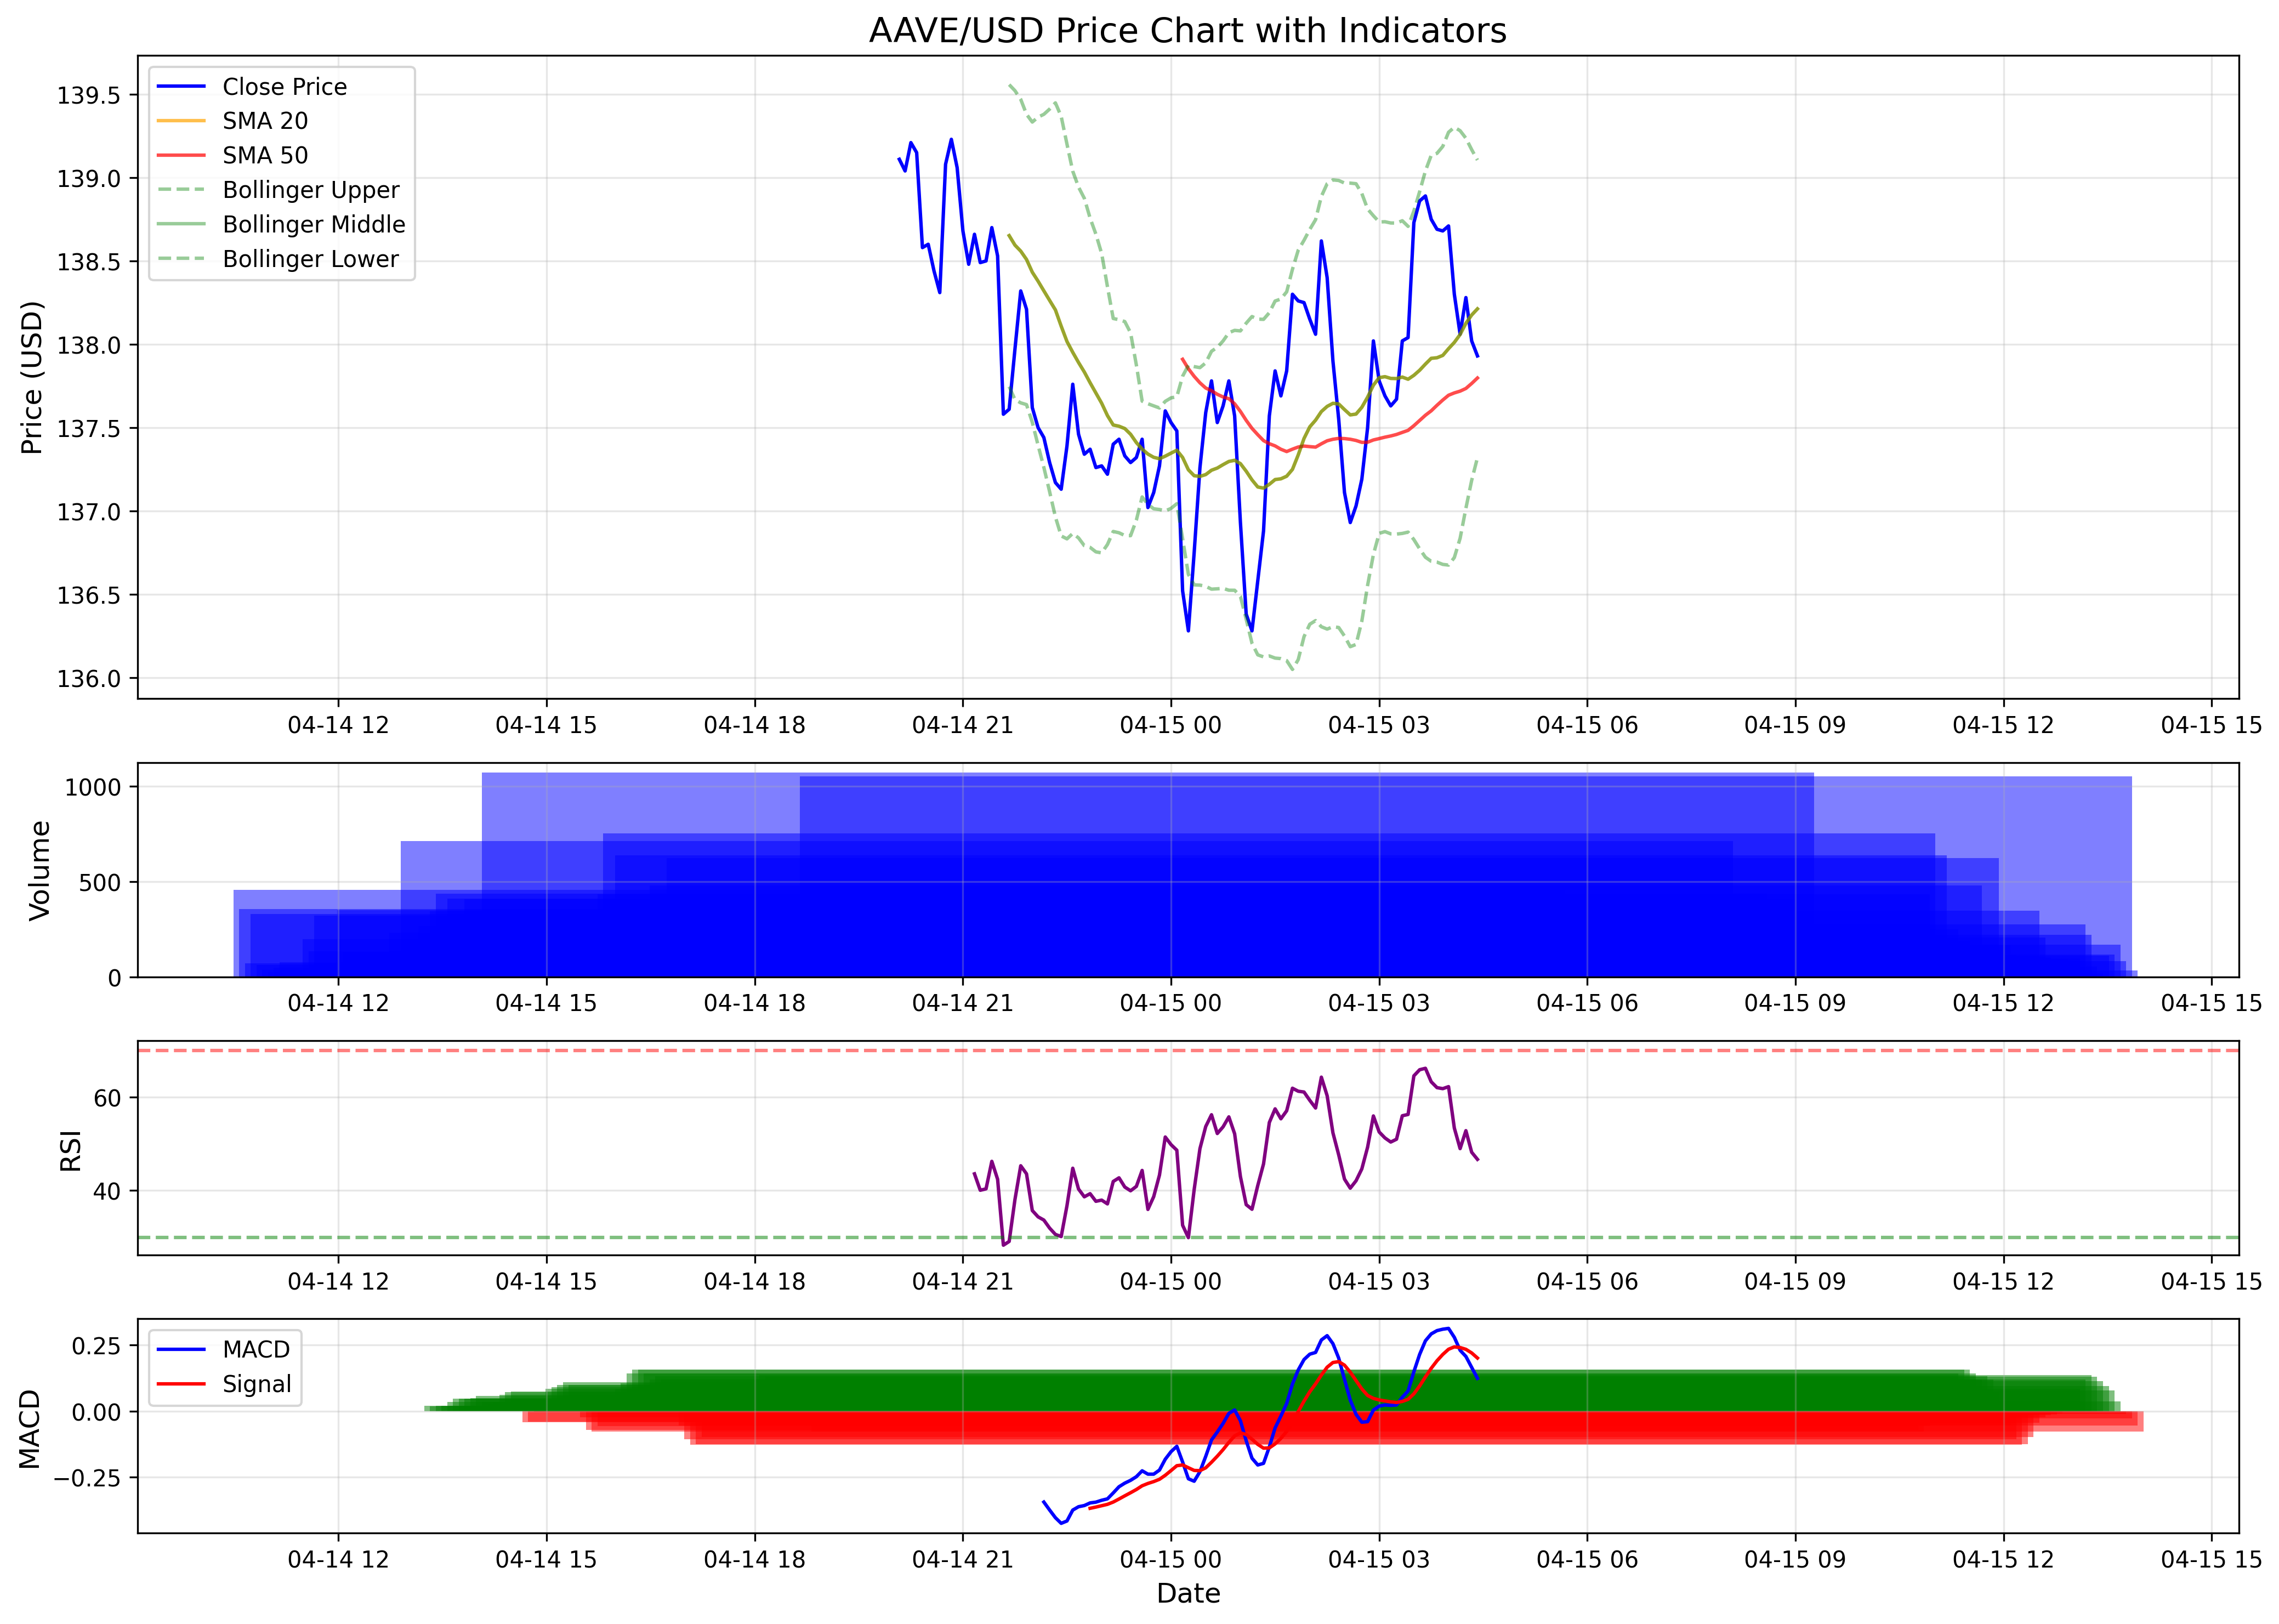 AAVE/USD Price Chart with Indicators
Close Price
SMA 20
SMA 50
Bollinger Upper
Bollinger Middle
Bollinger Lower
Price (USD)
139.5
139.0
138.5
138.0
137.5
137.0
136.5
136.0
04-14 12 04-14 15 04-14 18 04-14 21 04-15 00 04-15 03 04-15 06 04-15 09 04-15 12 04-15 15
Volume
1000
500
0
04-14 12 04-14 15 04-14 18 04-14 21 04-15 00 04-15 03 04-15 06 04-15 09 04-15 12 04-15 15
RSI
60
40
04-14 12 04-14 15 04-14 18 04-14 21 04-15 00 04-15 03 04-15 06 04-15 09 04-15 12 04-15 15
MACD
Signal
MACD
0.25
0.00
−0.25
04-14 12 04-14 15 04-14 18 04-14 21 04-15 00 04-15 03 04-15 06 04-15 09 04-15 12 04-15 15
Date